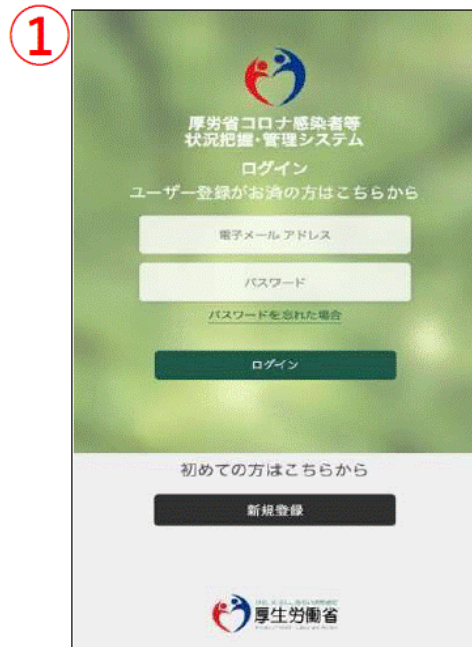 ①
厚労省コロナ感染者等
状況把握・管理システム
ログイン
ユーザー登録がお済の方はこちらから
電子メール アドレス
パスワード
パスワードを忘れた場合
ログイン
初めての方はこちらから
新規登録
厚生労働省